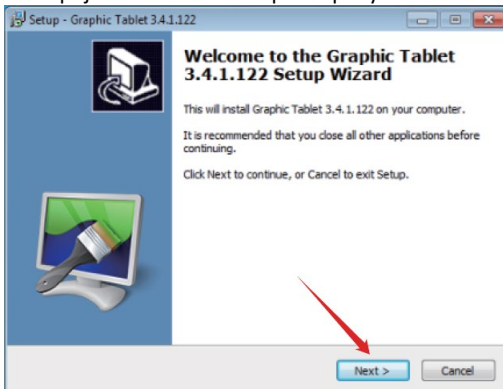 Setup - Graphic Tablet 3.4.1.122
Welcome to the Graphic Tablet
3.4.1.122 Setup Wizard
This will install Graphic Tablet 3.4.1.122 on your computer.
It is recommended that you close all other applications before
continuing.
Click Next to continue, or Cancel to exit Setup.
Next >
Cancel